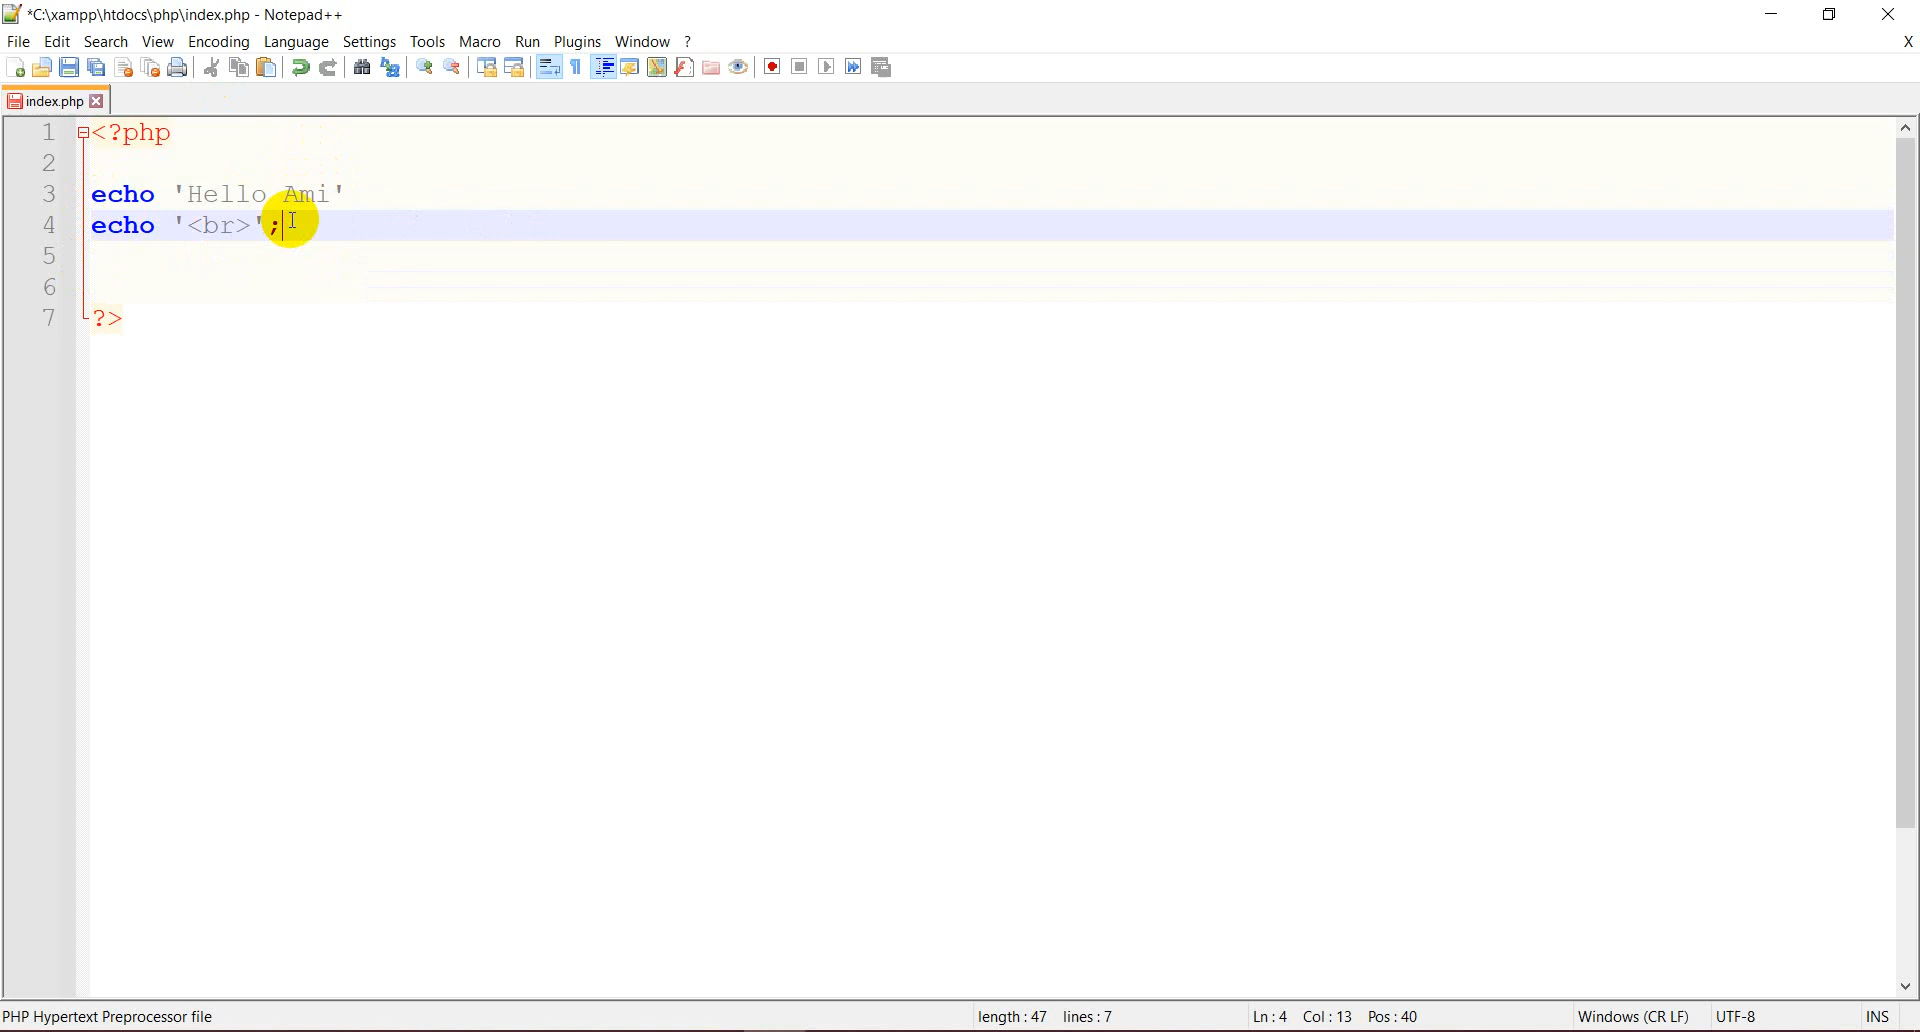 *C:\xampp\htdocs\php\index.php - Notepad++
File Edit Search View Encoding Language Settings Tools Macro Run Plugins Window ? X
index.php
1 <?php
2
3 echo 'Hello Ami'
4 echo '<br>';
5
6
7 ?>
PHP Hypertext Preprocessor file length : 47 lines : 7 Ln : 4 Col : 13 Pos : 40 Windows (CR LF) UTF-8 INS